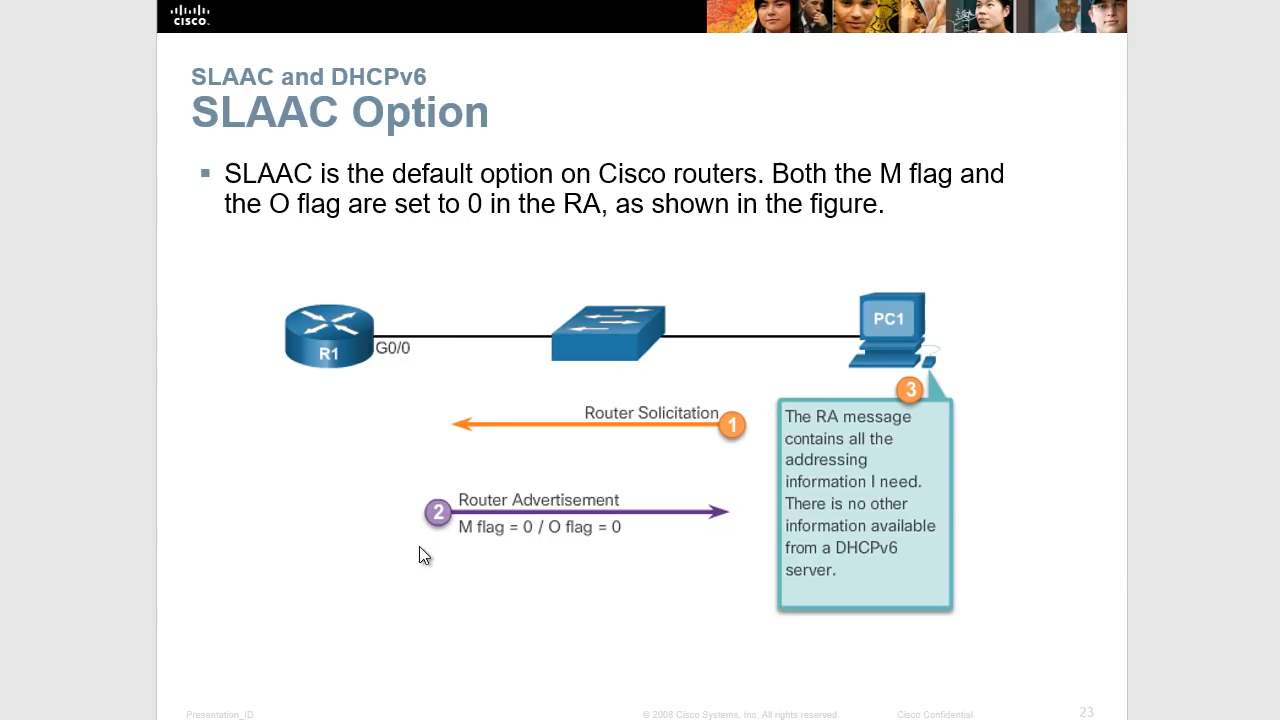 CISCO.
SLAAC and DHCPv6
SLAAC Option
SLAAC is the default option on Cisco routers. Both the M flag and
the O flag are set to 0 in the RA, as shown in the figure.
R1
G0/0
PC1
Router Solicitation
1
3
The RA message
contains all the
addressing
information I need.
There is no other
information available
from a DHCPv6
server.
2
Router Advertisement
M flag = 0 / O flag = 0
Presentation_ID
© 2008 Cisco Systems, Inc. All rights reserved.
Cisco Confidential
23